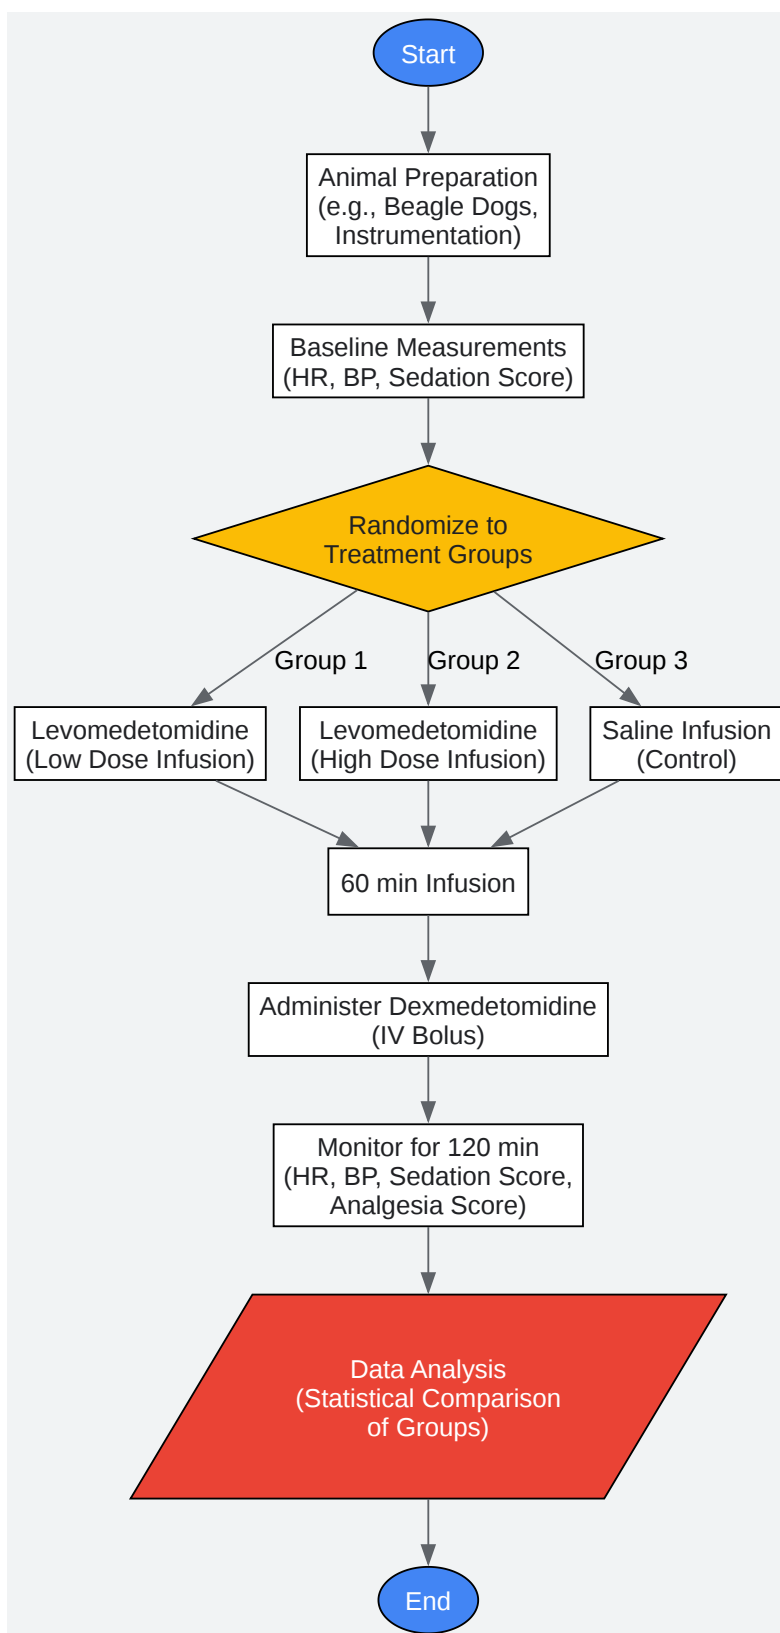 Start
Animal Preparation
(e.g., Beagle Dogs,
Instrumentation)
Baseline Measurements
(HR, BP, Sedation Score)
Randomize to
Treatment Groups
Group 1
Group 2
Group 3
Levomedetomidine
(Low Dose Infusion)
Levomedetomidine
(High Dose Infusion)
Saline Infusion
(Control)
60 min Infusion
Administer Dexmedetomidine
(IV Bolus)
Monitor for 120 min
(HR, BP, Sedation Score,
Analgesia Score)
Data Analysis
(Statistical Comparison
of Groups)
End